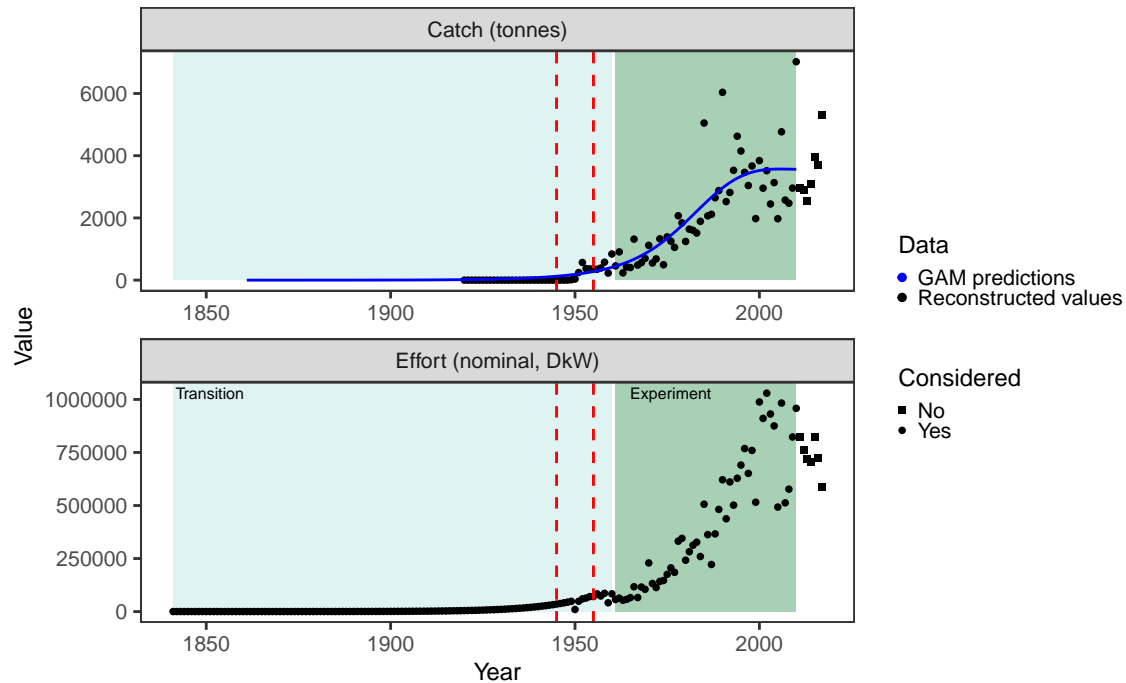 Catch (tonnes)
6000
4000
2000
0
1850
1900
1950
2000
Effort (nominal, DkW)
Transition
Experiment
1000000
750000
500000
250000
0
1850
1900
1950
2000
Value
Year
Data
GAM predictions
Reconstructed values
Considered
No
Yes